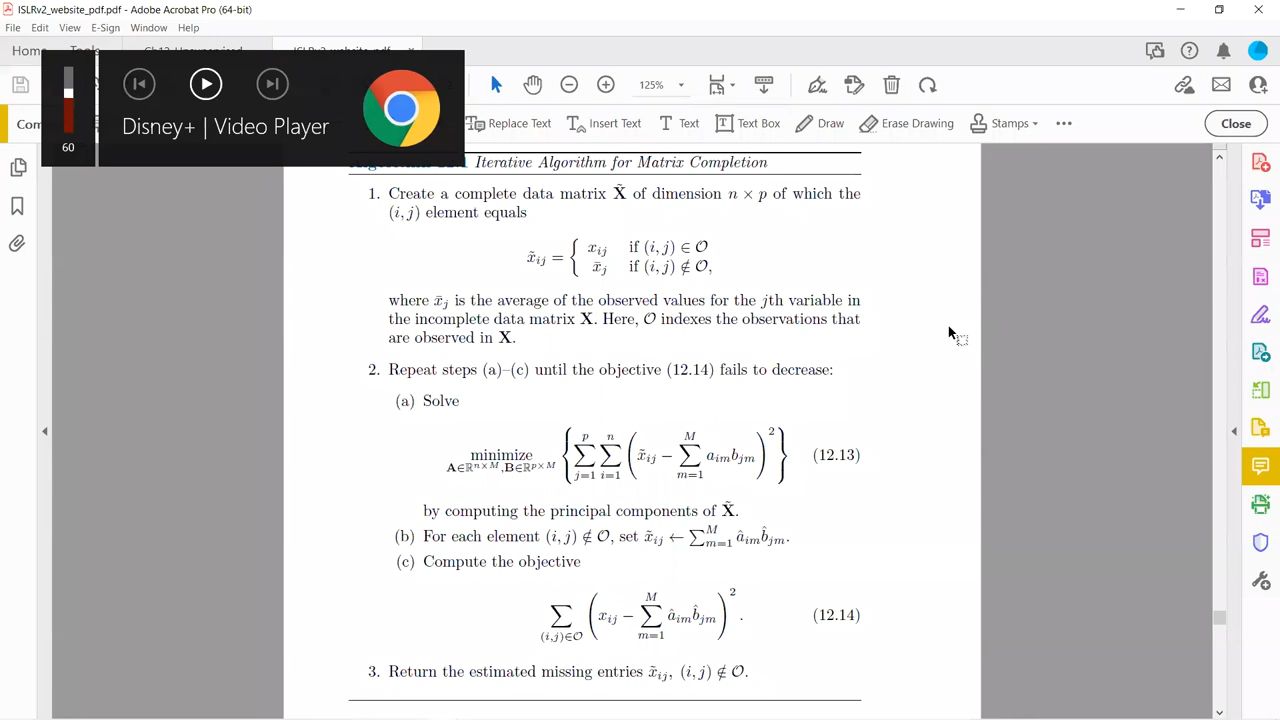 ISLRv2_website_pdf.pdf - Adobe Acrobat Pro (64-bit)
File Edit View E-Sign Window Help
Home Tools
Disney+ | Video Player
60
125%
Com
Replace Text Insert Text Text Text Box Draw Erase Drawing Stamps Close
Iterative Algorithm for Matrix Completion
1. Create a complete data matrix X̃ of dimension n × p of which the
(i, j) element equals
x̃ij = { xij if (i, j) ∈ O
x̄j if (i, j) ∉ O,
where x̄j is the average of the observed values for the jth variable in
the incomplete data matrix X. Here, O indexes the observations that
are observed in X.
2. Repeat steps (a)–(c) until the objective (12.14) fails to decrease:
(a) Solve
minimize A∈ℝn×M,B∈ℝp×M { ∑pj=1 ∑ni=1 ( x̃ij − ∑Mm=1 aimbjm )2 } (12.13)
by computing the principal components of X̃.
(b) For each element (i, j) ∉ O, set x̃ij ← ∑Mm=1 âimb̂jm.
(c) Compute the objective
∑(i,j)∈O ( xij − ∑Mm=1 âimb̂jm )2. (12.14)
3. Return the estimated missing entries x̃ij, (i, j) ∉ O.